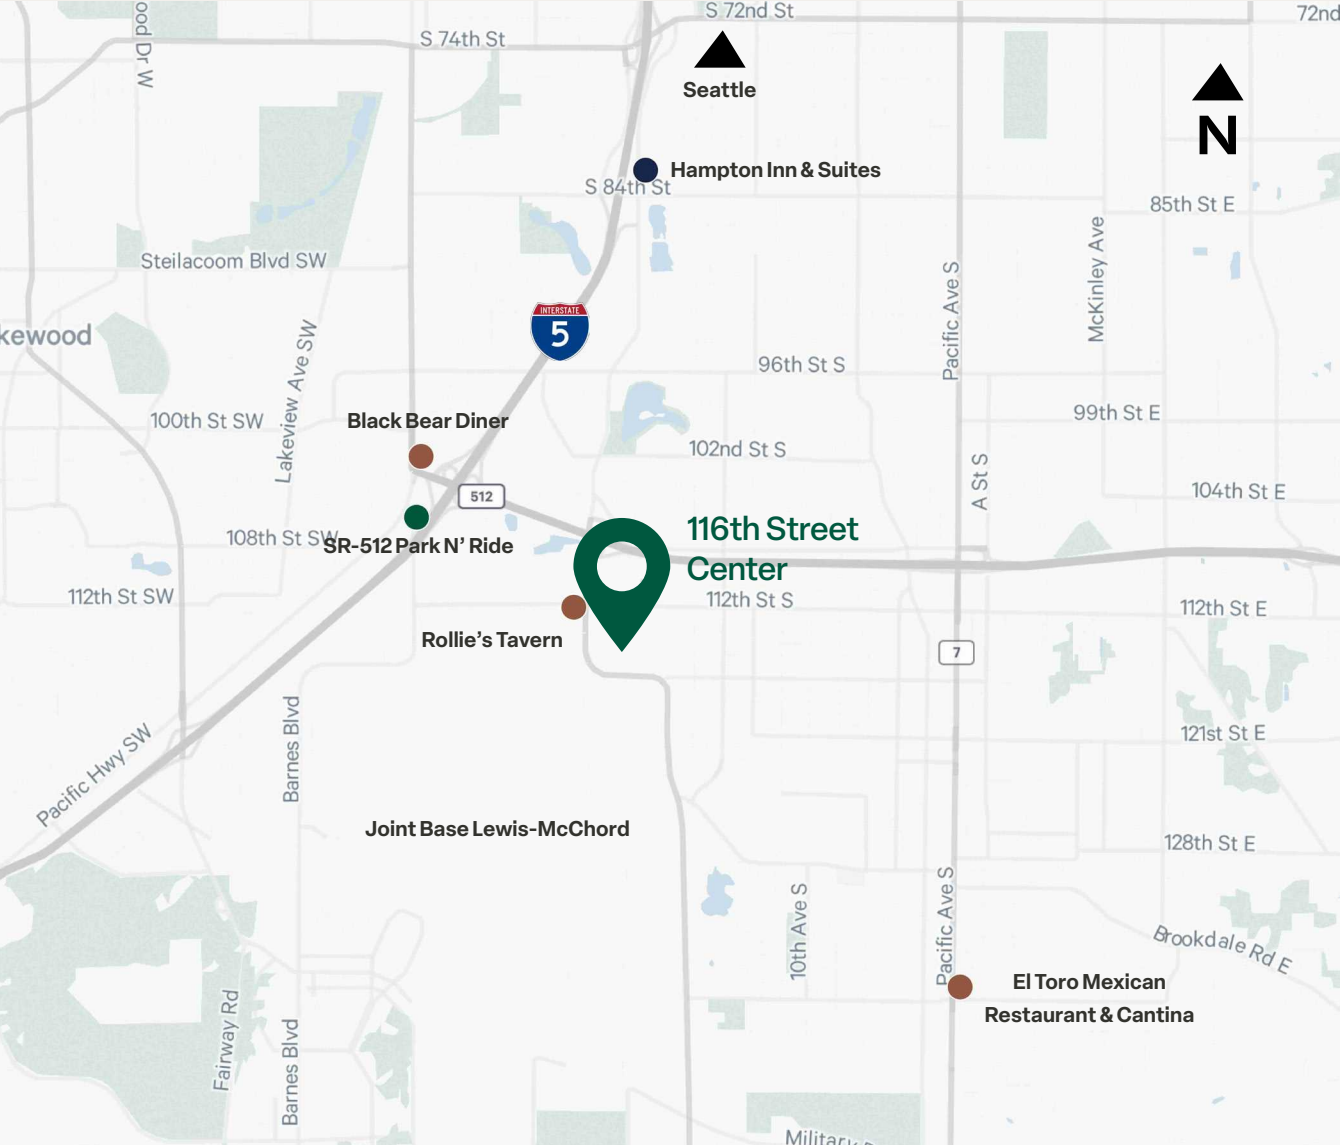 S 72nd St
72nd
ood Dr W
S 74th St
Seattle
N
Hampton Inn & Suites
S 84th St
85th St E
Steilacoom Blvd SW
McKinley Ave
Pacific Ave S
INTERSTATE
5
kewood
Lakeview Ave SW
96th St S
100th St SW
Black Bear Diner
99th St E
102nd St S
A St S
104th St E
512
116th Street
Center
108th St SW
SR-512 Park N’ Ride
112th St SW
112th St S
112th St E
Rollie’s Tavern
7
Barnes Blvd
121st St E
Pacific Hwy SW
Joint Base Lewis-McChord
128th St E
Pacific Ave S
10th Ave S
Brookdale Rd E
El Toro Mexican
Restaurant & Cantina
Fairway Rd
Barnes Blvd
Military